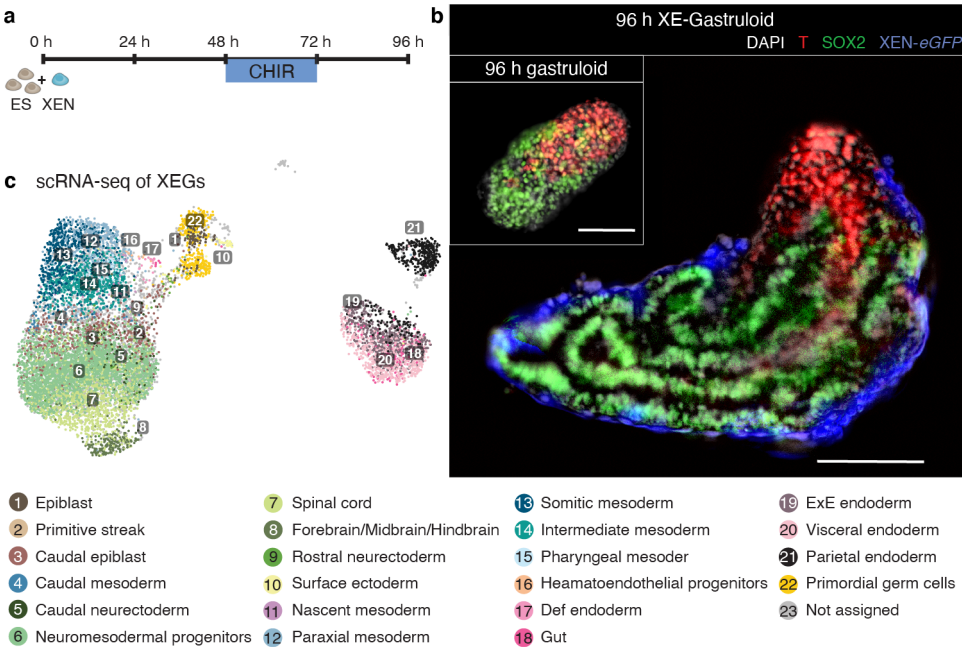 a
0 h 24 h 48 h 72 h 96 h
CHIR
ES + XEN
b
96 h XE-Gastruloid
DAPI T SOX2 XEN-eGFP
96 h gastruloid
c scRNA-seq of XEGs
22
21
12 16 1
13 17 10
15
14 11
19
9
4
3 2
5
20 18
6
7
8
1 Epiblast
2 Primitive streak
3 Caudal epiblast
4 Caudal mesoderm
5 Caudal neurectoderm
6 Neuromesodermal progenitors
7 Spinal cord
8 Forebrain/Midbrain/Hindbrain
9 Rostral neurectoderm
10 Surface ectoderm
11 Nascent mesoderm
12 Paraxial mesoderm
13 Somitic mesoderm
14 Intermediate mesoderm
15 Pharyngeal mesoder
16 Heamatoendothelial progenitors
17 Def endoderm
18 Gut
19 ExE endoderm
20 Visceral endoderm
21 Parietal endoderm
22 Primordial germ cells
23 Not assigned